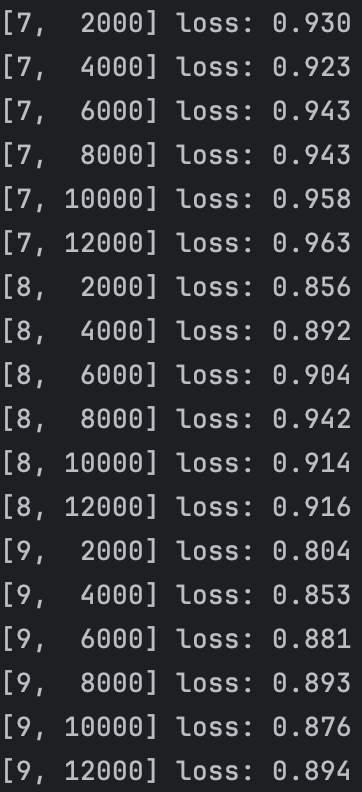 [7,  2000] loss: 0.930
[7,  4000] loss: 0.923
[7,  6000] loss: 0.943
[7,  8000] loss: 0.943
[7, 10000] loss: 0.958
[7, 12000] loss: 0.963
[8,  2000] loss: 0.856
[8,  4000] loss: 0.892
[8,  6000] loss: 0.904
[8,  8000] loss: 0.942
[8, 10000] loss: 0.914
[8, 12000] loss: 0.916
[9,  2000] loss: 0.804
[9,  4000] loss: 0.853
[9,  6000] loss: 0.881
[9,  8000] loss: 0.893
[9, 10000] loss: 0.876
[9, 12000] loss: 0.894